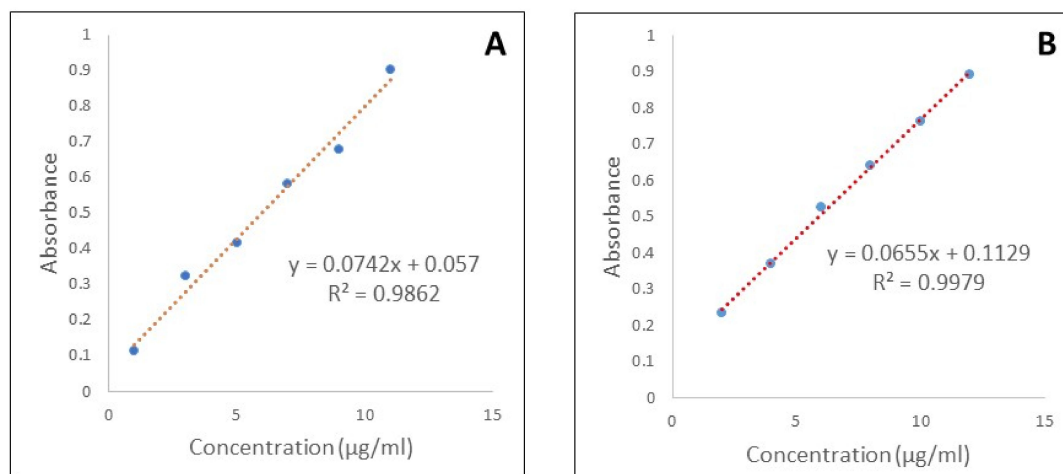 A
1
0.9
0.8
0.7
0.6
0.5
0.4
0.3
0.2
0.1
0
Absorbance
y = 0.0742x + 0.057
R² = 0.9862
0 5 10 15
Concentration (µg/ml)
B
1
0.9
0.8
0.7
0.6
0.5
0.4
0.3
0.2
0.1
0
Absorbance
y = 0.0655x + 0.1129
R² = 0.9979
0 5 10 15
Concentration (µg/ml)